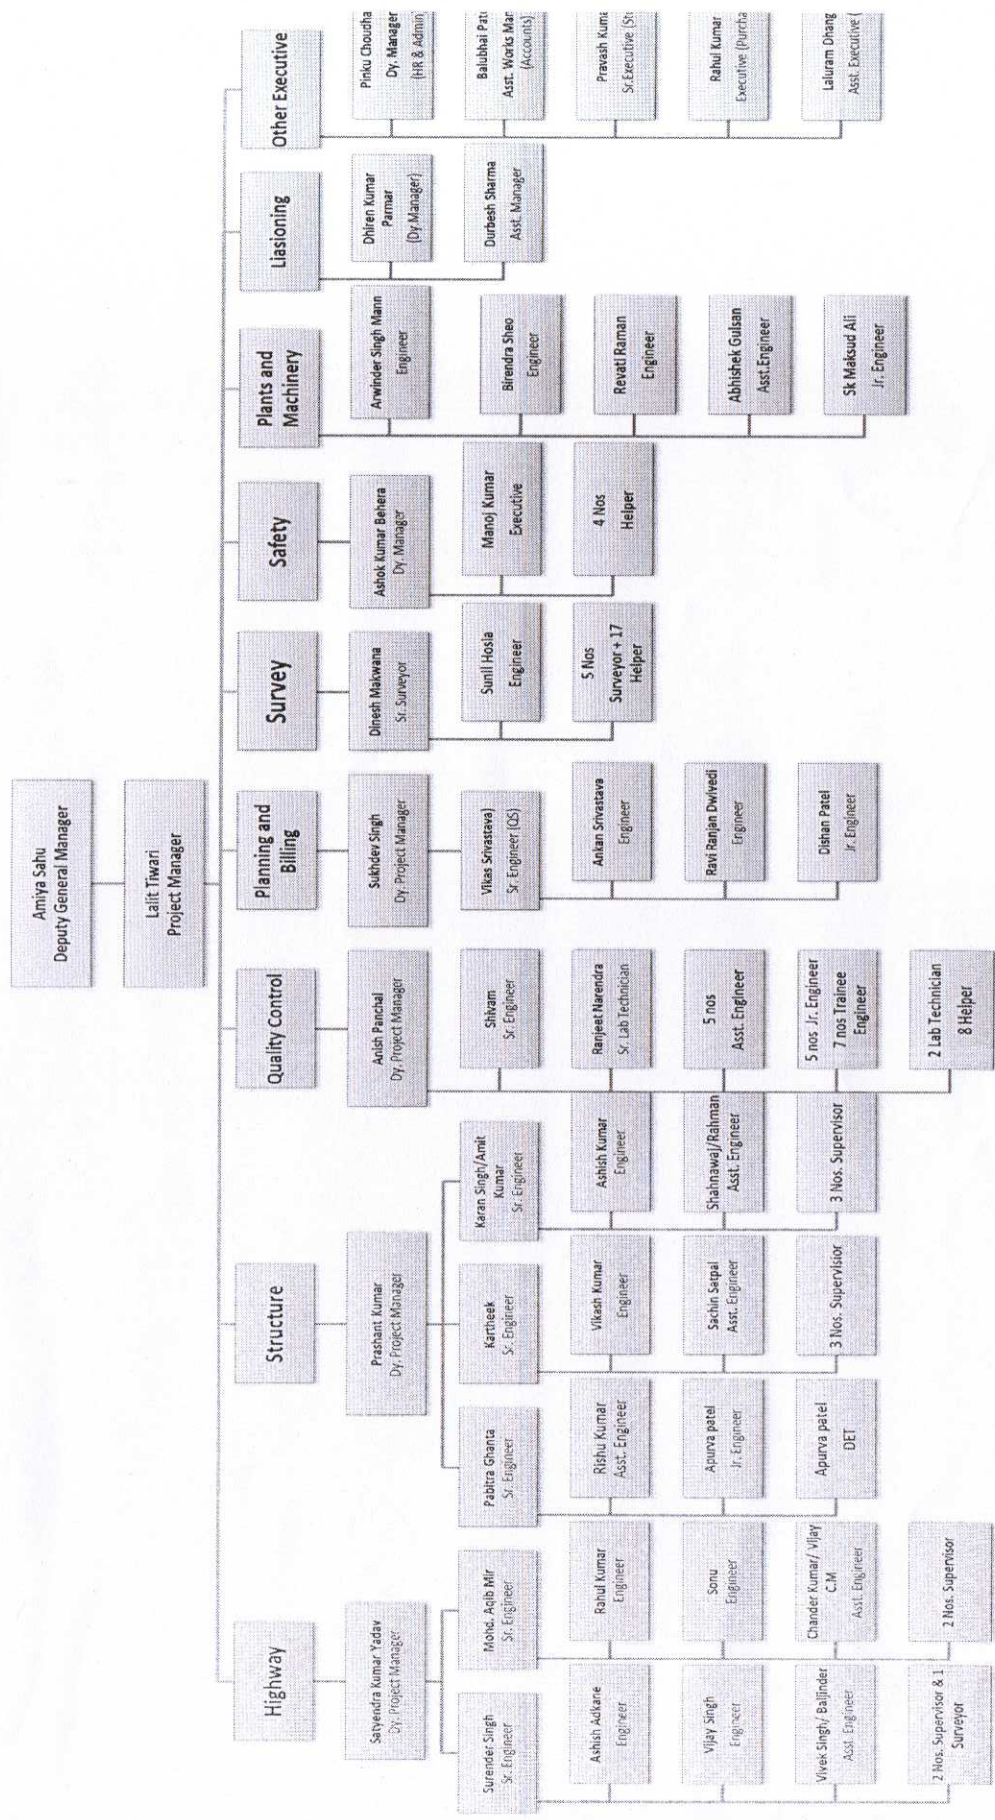 Amiya Sahu
Deputy General Manager
Lalit Tiwari
Project Manager
Highway
Satyendra Kumar Yadav
Dy. Project Manager
Surender Singh
Sr. Engineer
Ashish Adkane
Engineer
Vijay Singh
Engineer
Vivek Singh/ Baljinder
Asst. Engineer
2 Nos. Supervisor & 1
Surveyor
Mohd. Aqib Mir
Sr. Engineer
Rahul Kumar
Engineer
Sonu
Engineer
Chander Kumar/ Vijay
C.M
Asst. Engineer
2 Nos. Supervisor
Structure
Prashant Kumar
Dy. Project Manager
Pabitra Ghanta
Sr. Engineer
Rishu Kumar
Asst. Engineer
Apurva patel
Jr. Engineer
Apurva patel
DET
Kartheek
Sr. Engineer
Vikash Kumar
Engineer
Sachin Satpal
Asst. Engineer
3 Nos. Supervisior
Karan Singh/Amit
Kumar
Sr. Engineer
Ashish Kumar
Engineer
Shahnawaj/Rahman
Asst. Engineer
3 Nos. Supervisor
Quality Control
Anish Panchal
Dy. Project Manager
Shivam
Sr. Engineer
Ranjeet Narendra
Sr. Lab Technician
5 nos
Asst. Engineer
5 nos Jr. Engineer
7 nos Trainee
Engineer
2 Lab Technician
8 Helper
Planning and
Billing
Sukhdev Singh
Dy. Project Manager
Vikas Srivastava)
Sr. Engineer (QS)
Ankan Srivastava
Engineer
Ravi Ranjan Dwivedi
Engineer
Dishan Patel
Jr. Engineer
Survey
Dinesh Makwana
Sr. Surveyor
Sunil Hosla
Engineer
5 Nos
Surveyor + 17
Helper
Safety
Ashok Kumar Behera
Dy. Manager
Manoj Kumar
Executive
4 Nos
Helper
Plants and
Machinery
Arwinder Singh Mann
Engineer
Birendra Sheo
Engineer
Revati Raman
Engineer
Abhishek Gulsan
Asst.Engineer
Sk Maksud Ali
Jr. Engineer
Liasioning
Dhiren Kumar
Parmar
(Dy.Manager)
Durbesh Sharma
Asst. Manager
Other Executive
Pinku Choudha
Dy. Manager
(HR & Admin)
Balubhai Pat
Asst. Works Man
(Accounts)
Pravash Kuma
Sr.Executive (Sto
Rahul Kumar
Executive (Purcha
Laluram Dhang
Asst. Executive (